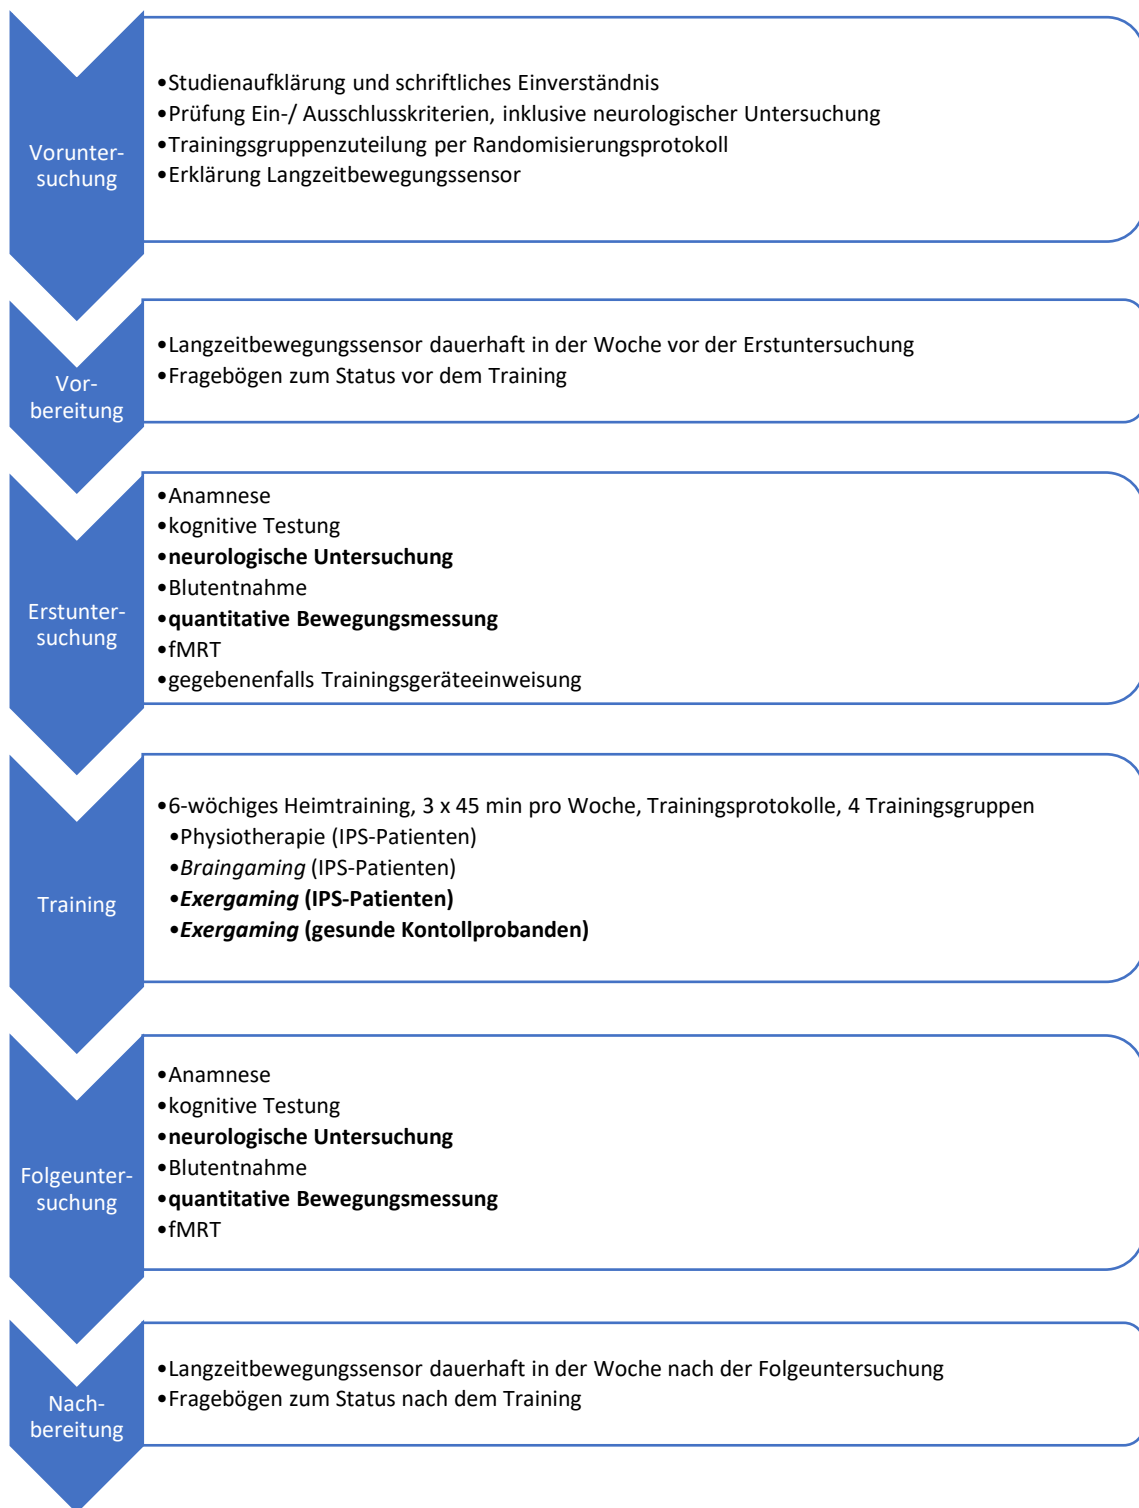 Vorunter-
suchung
•Studienaufklärung und schriftliches Einverständnis
•Prüfung Ein-/ Ausschlusskriterien, inklusive neurologischer Untersuchung
•Trainingsgruppenzuteilung per Randomisierungsprotokoll
•Erklärung Langzeitbewegungssensor
Vor-
bereitung
•Langzeitbewegungssensor dauerhaft in der Woche vor der Erstuntersuchung
•Fragebögen zum Status vor dem Training
Erstunter-
suchung
•Anamnese
•kognitive Testung
•neurologische Untersuchung
•Blutentnahme
•quantitative Bewegungsmessung
•fMRT
•gegebenenfalls Trainingsgeräteeinweisung
Training
•6-wöchiges Heimtraining, 3 x 45 min pro Woche, Trainingsprotokolle, 4 Trainingsgruppen
•Physiotherapie (IPS-Patienten)
•Braingaming (IPS-Patienten)
•Exergaming (IPS-Patienten)
•Exergaming (gesunde Kontollprobanden)
Folgeunter-
suchung
•Anamnese
•kognitive Testung
•neurologische Untersuchung
•Blutentnahme
•quantitative Bewegungsmessung
•fMRT
Nach-
bereitung
•Langzeitbewegungssensor dauerhaft in der Woche nach der Folgeuntersuchung
•Fragebögen zum Status nach dem Training